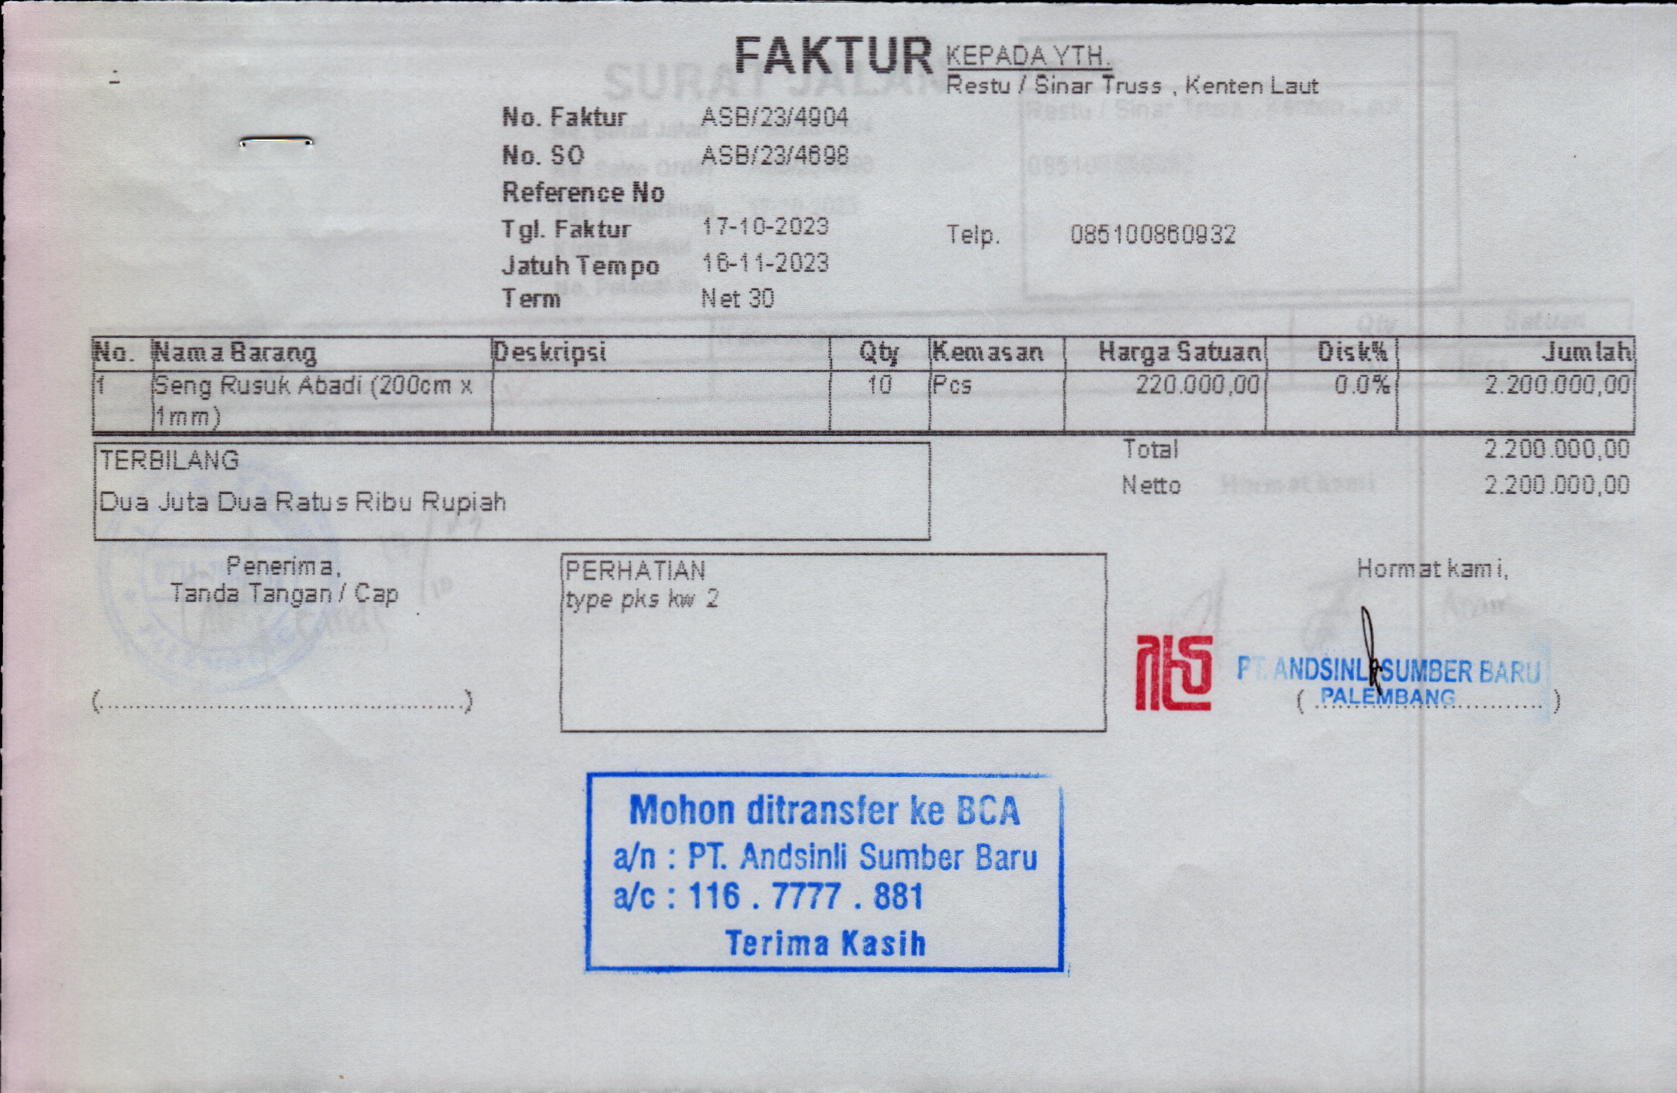 FAKTUR
KEPADA YTH.
Restu / Sinar Truss , Kenten Laut
No. Faktur ASB/23/4904
No. SO ASB/23/4698
Reference No
Tgl. Faktur 17-10-2023
Telp. 085100860932
Jatuh Tempo 16-11-2023
Term Net 30
No. Nama Barang Deskripsi Qty Kemasan Harga Satuan Disk% Jumlah
1 Seng Rusuk Abadi (200cm x 10 Pcs 220.000,00 0.0% 2.200.000,00
1mm)
Total 2.200.000,00
TERBILANG
Netto 2.200.000,00
Dua Juta Dua Ratus Ribu Rupiah
Penerima,
Tanda Tangan / Cap
(....................................................)
PERHATIAN
type pks kw 2
Hormat kami,
PT. ANDSINLI SUMBER BARU
PALEMBANG
Mohon ditransfer ke BCA
a/n : PT. Andsinli Sumber Baru
a/c : 116 . 7777 . 881
Terima Kasih